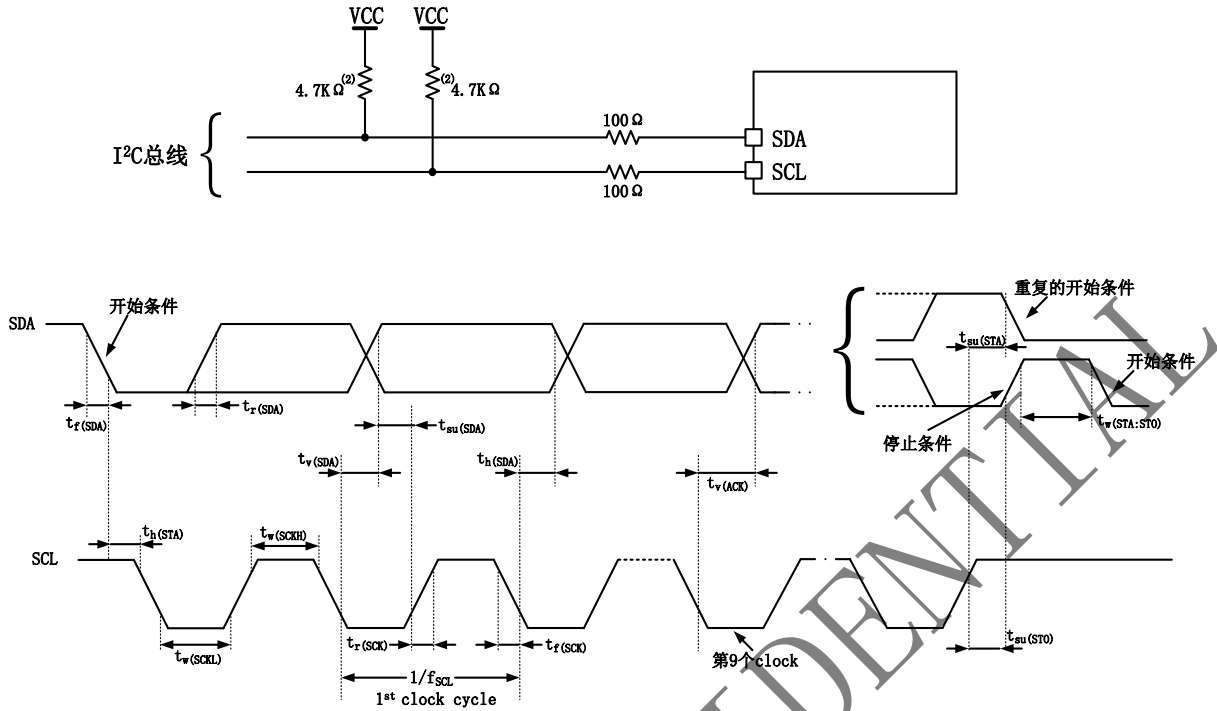 VCC VCC
4.7KΩ(2) (2)4.7KΩ
100Ω
I²C总线
SDA
SCL
100Ω
SDA
开始条件
重复的开始条件
tsu(STA)
开始条件
tf(SDA)
tr(SDA)
tsu(SDA)
停止条件
tw(STA:STO)
tv(SDA)
th(SDA)
tv(ACK)
th(STA)
tw(SCKH)
SCL
tw(SCKL)
tr(SCK)
tf(SCK)
第9个clock
tsu(STO)
1/fSCL
1st clock cycle
DENTIAL